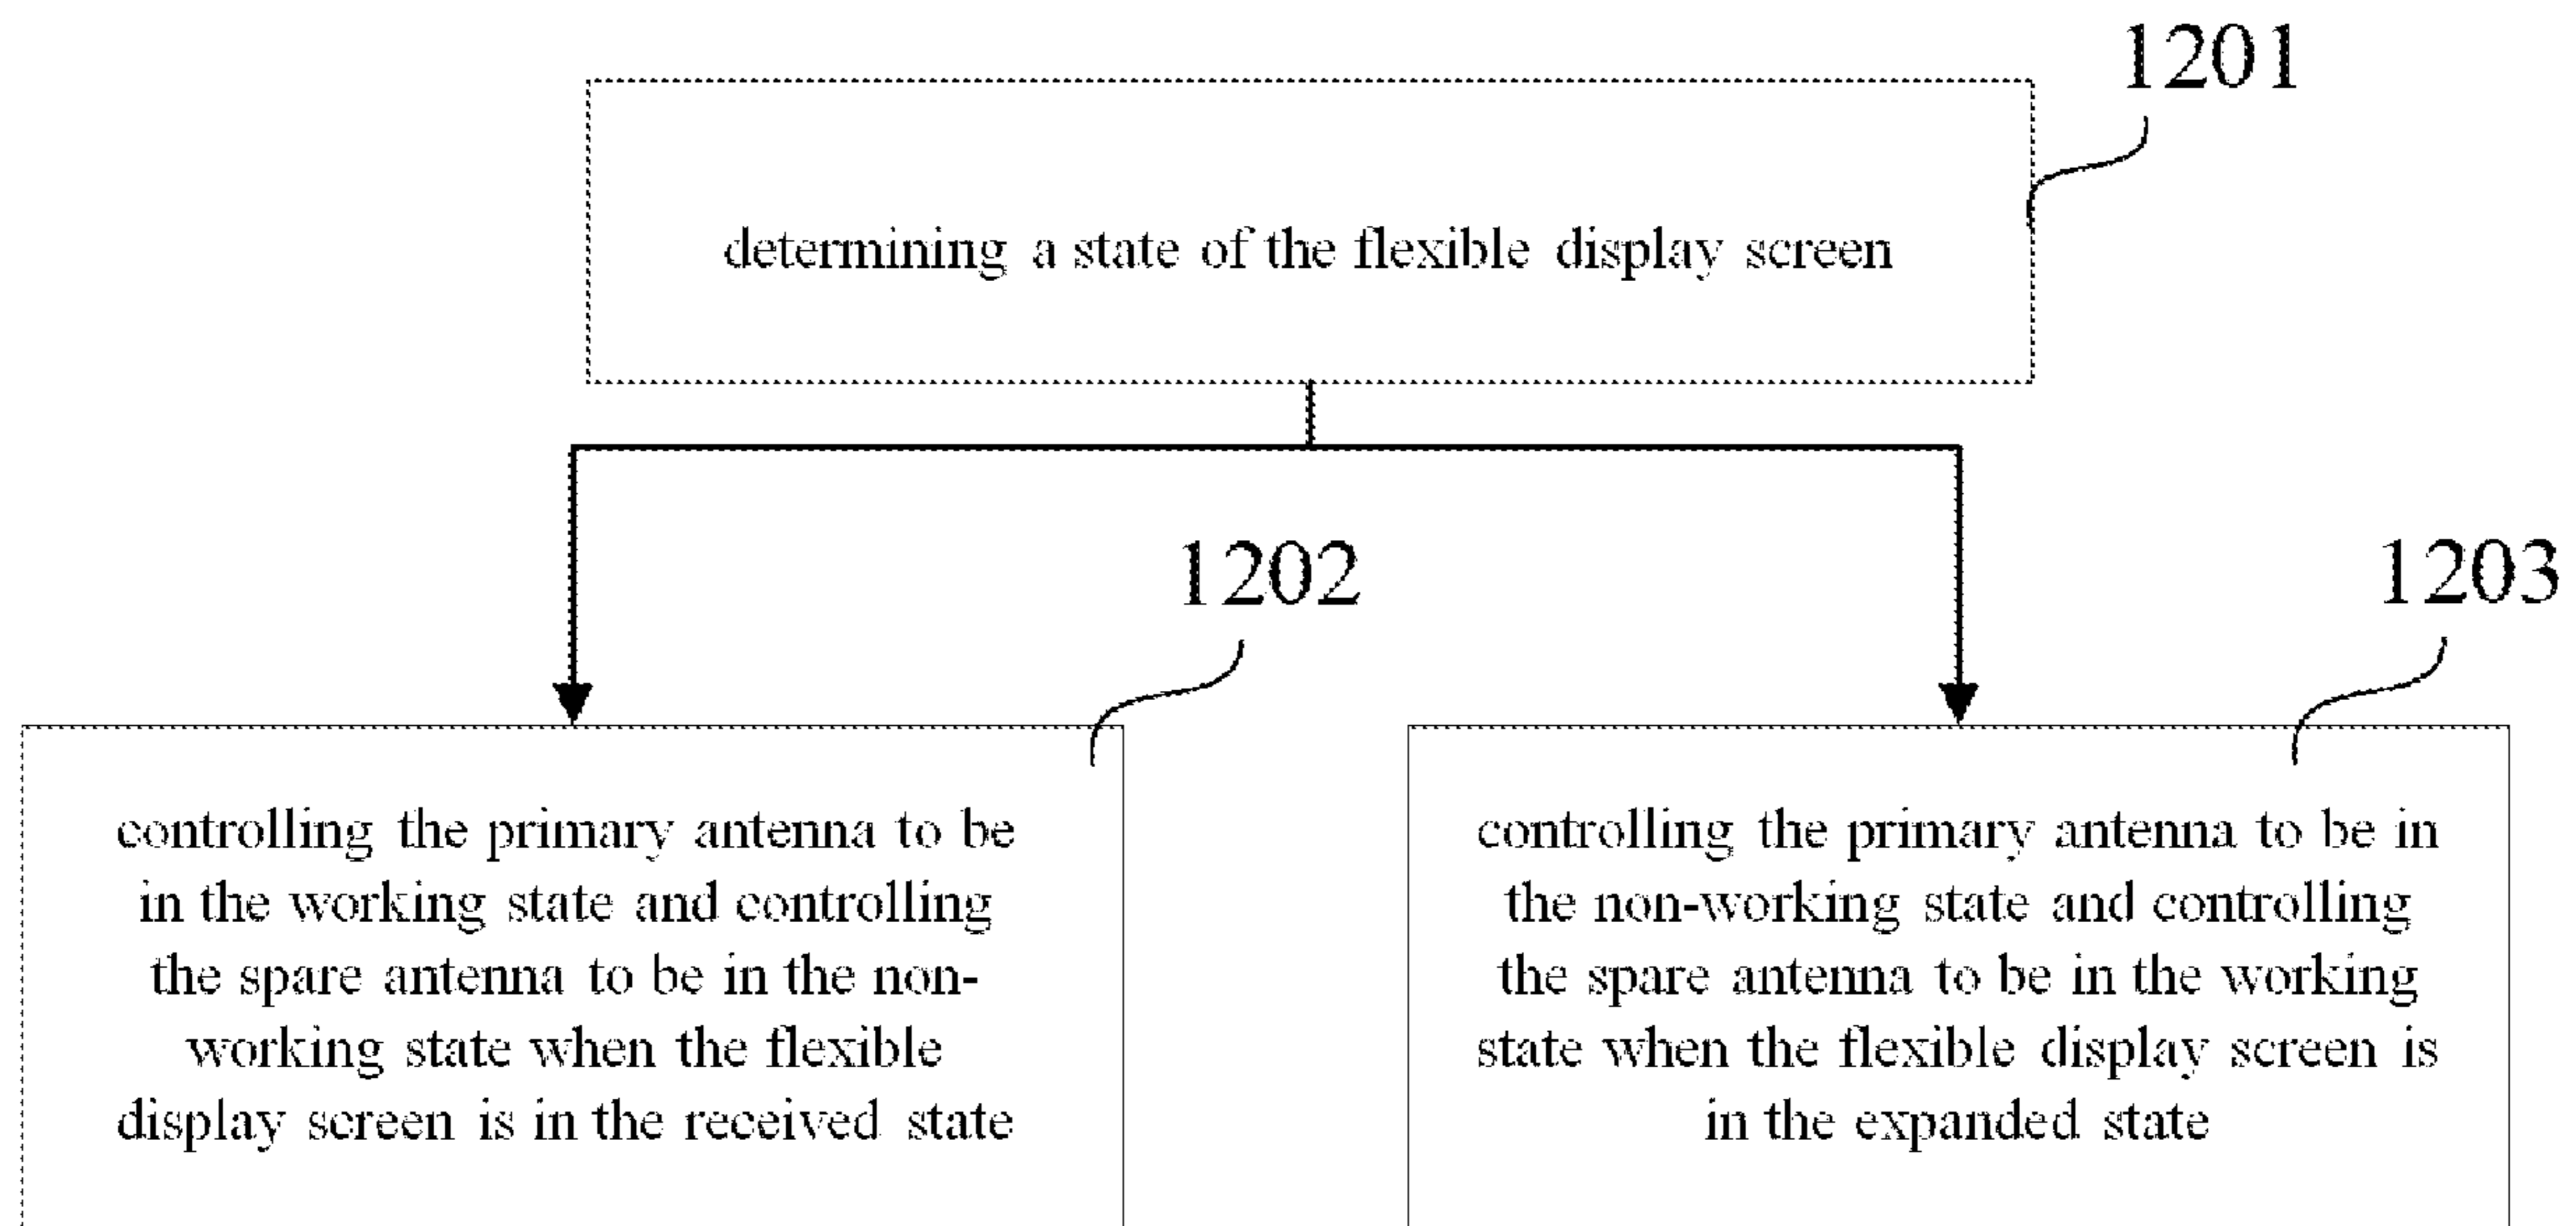 1201
determining a state of the flexible display screen
1202
controlling the primary antenna to be
in the working state and controlling
the spare antenna to be in the non-
working state when the flexible
display screen is in the received state
1203
controlling the primary antenna to be in
the non-working state and controlling
the spare antenna to be in the working
state when the flexible display screen is
in the expanded state